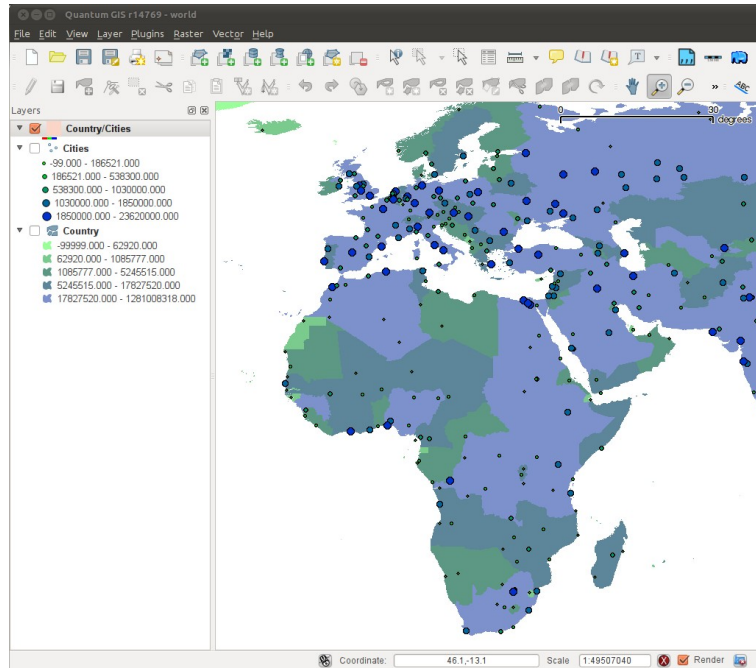 Quantum GIS r14769 - world
File Edit View Layer Plugins Raster Vector Help
Layers
Country/Cities
Cities
-99.000 - 186521.000
186521.000 - 538300.000
538300.000 - 1030000.000
1030000.000 - 1850000.000
1850000.000 - 23620000.000
Country
-99999.000 - 62920.000
62920.000 - 1085777.000
1085777.000 - 5245515.000
5245515.000 - 17827520.000
17827520.000 - 1281008318.000
0 30
degrees
T
ABC
Coordinate: 46.1,-13.1 Scale 1:49507040 Render